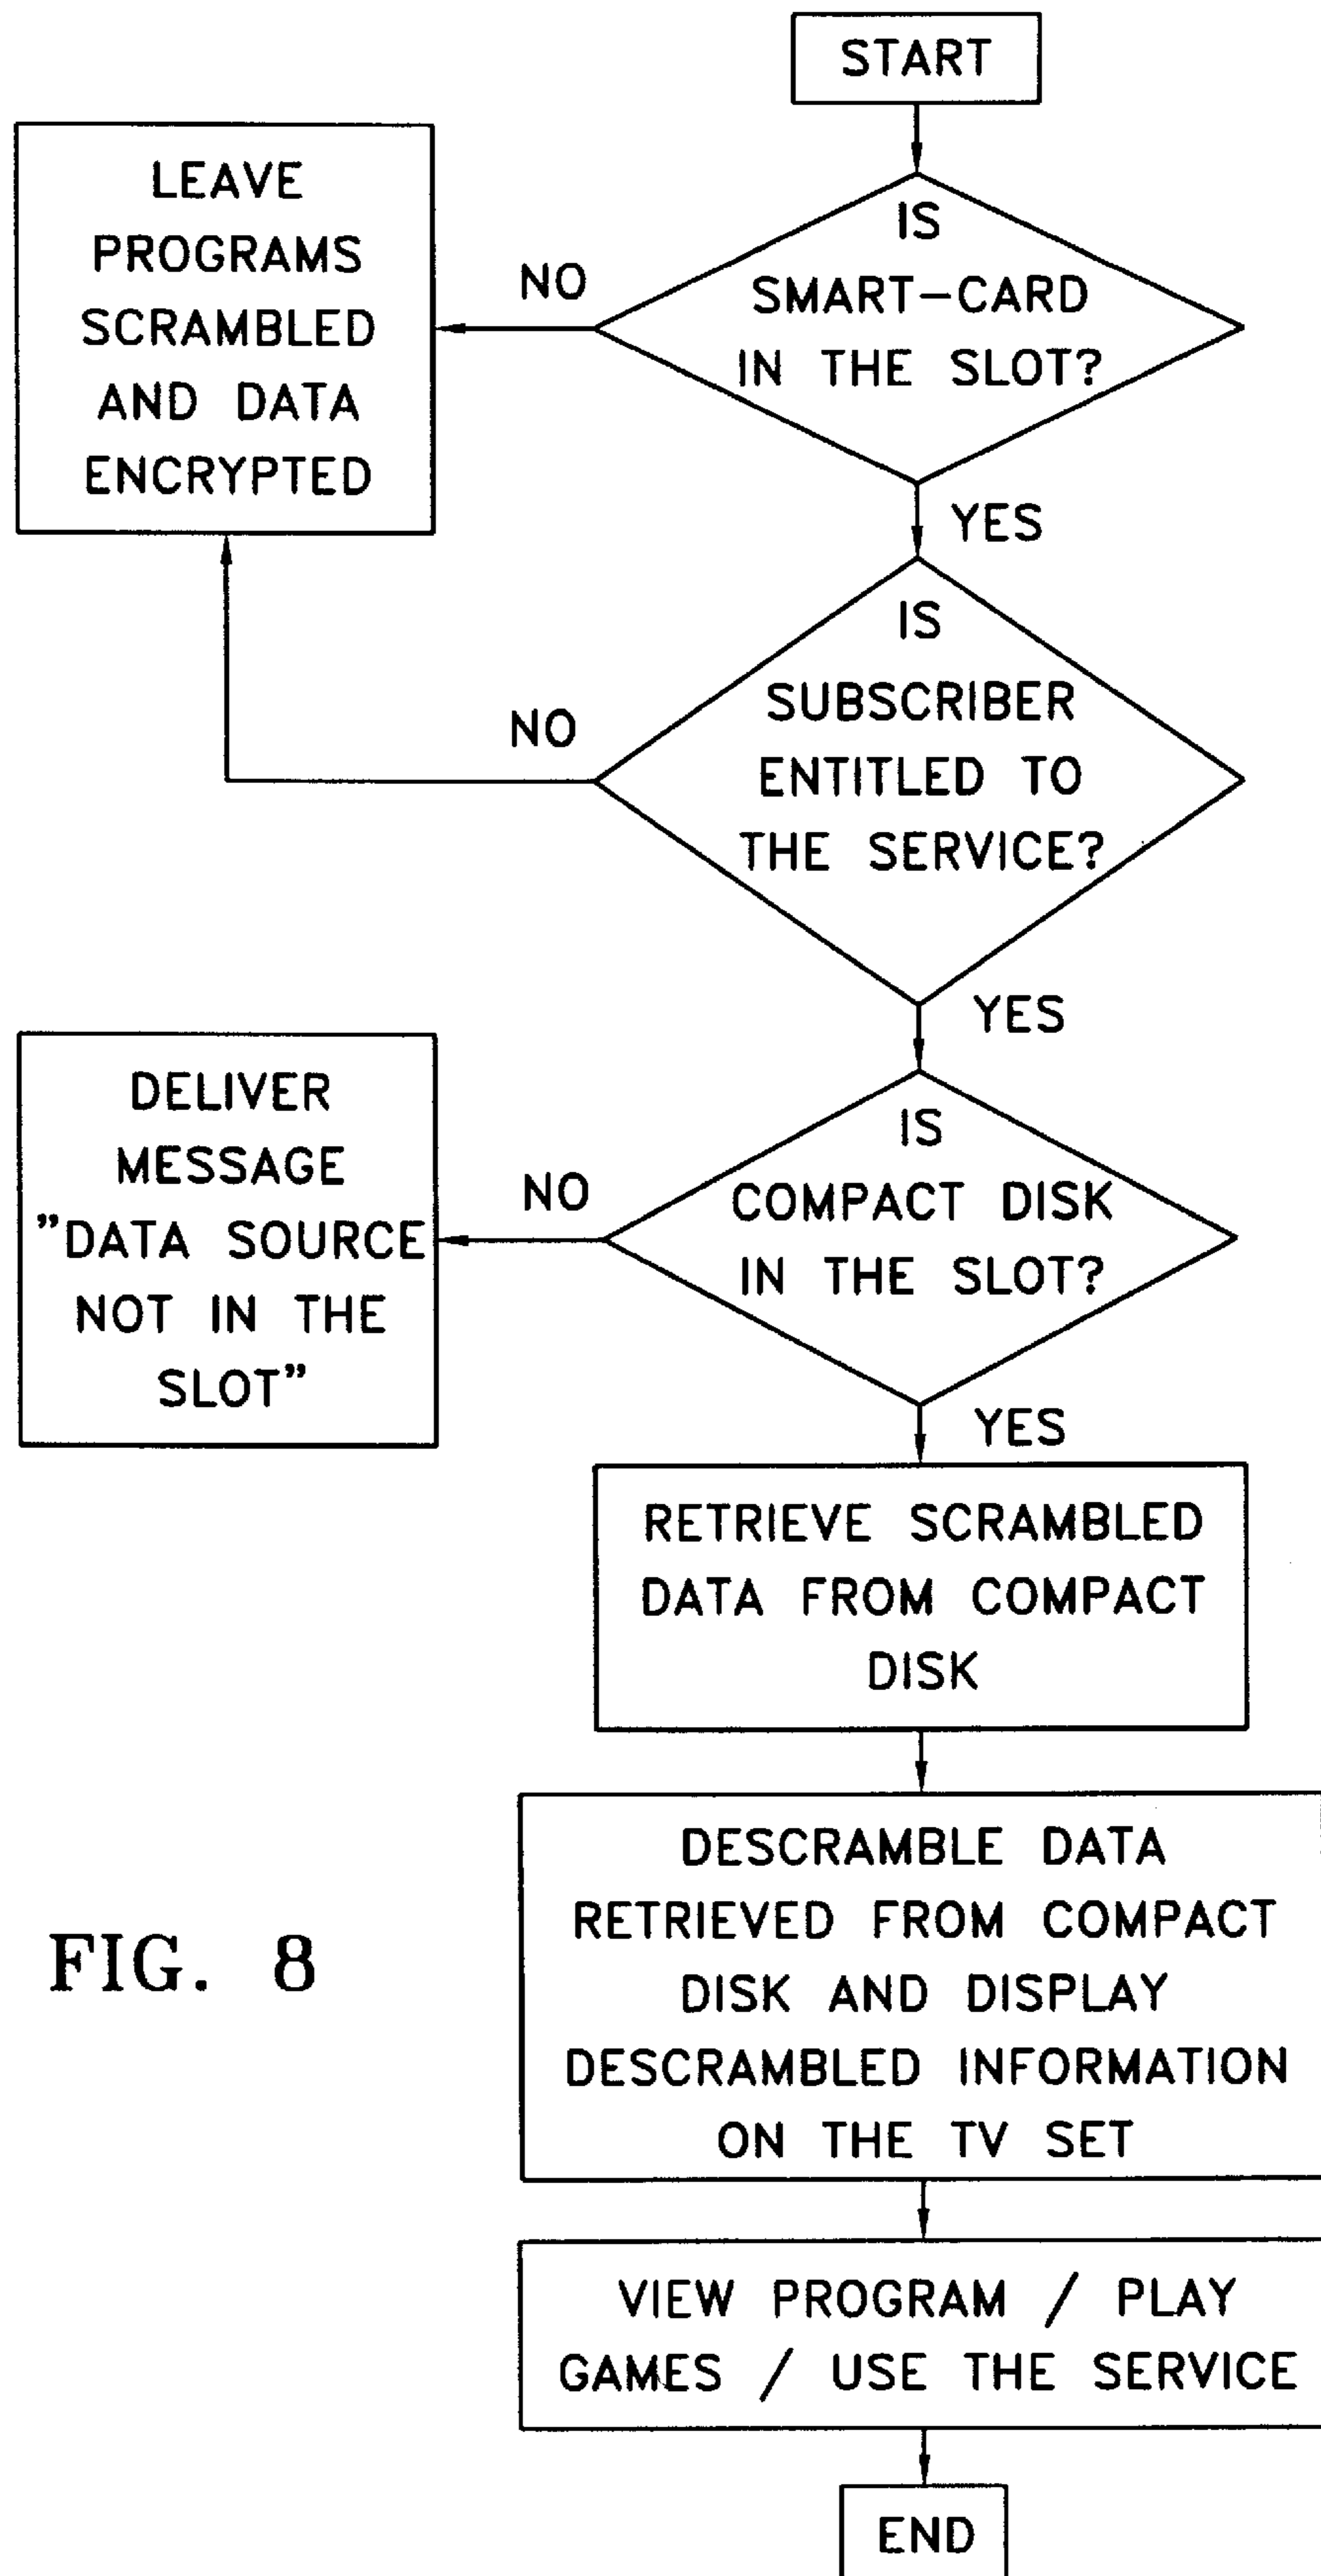 START
LEAVE
PROGRAMS
SCRAMBLED
AND DATA
ENCRYPTED
NO
IS
SMART-CARD
IN THE SLOT?
YES
NO
IS
SUBSCRIBER
ENTITLED TO
THE SERVICE?
YES
DELIVER
MESSAGE
"DATA SOURCE
NOT IN THE
SLOT"
NO
IS
COMPACT DISK
IN THE SLOT?
YES
RETRIEVE SCRAMBLED
DATA FROM COMPACT
DISK
DESCRAMBLE DATA
RETRIEVED FROM COMPACT
DISK AND DISPLAY
DESCRAMBLED INFORMATION
ON THE TV SET
FIG. 8
VIEW PROGRAM / PLAY
GAMES / USE THE SERVICE
END